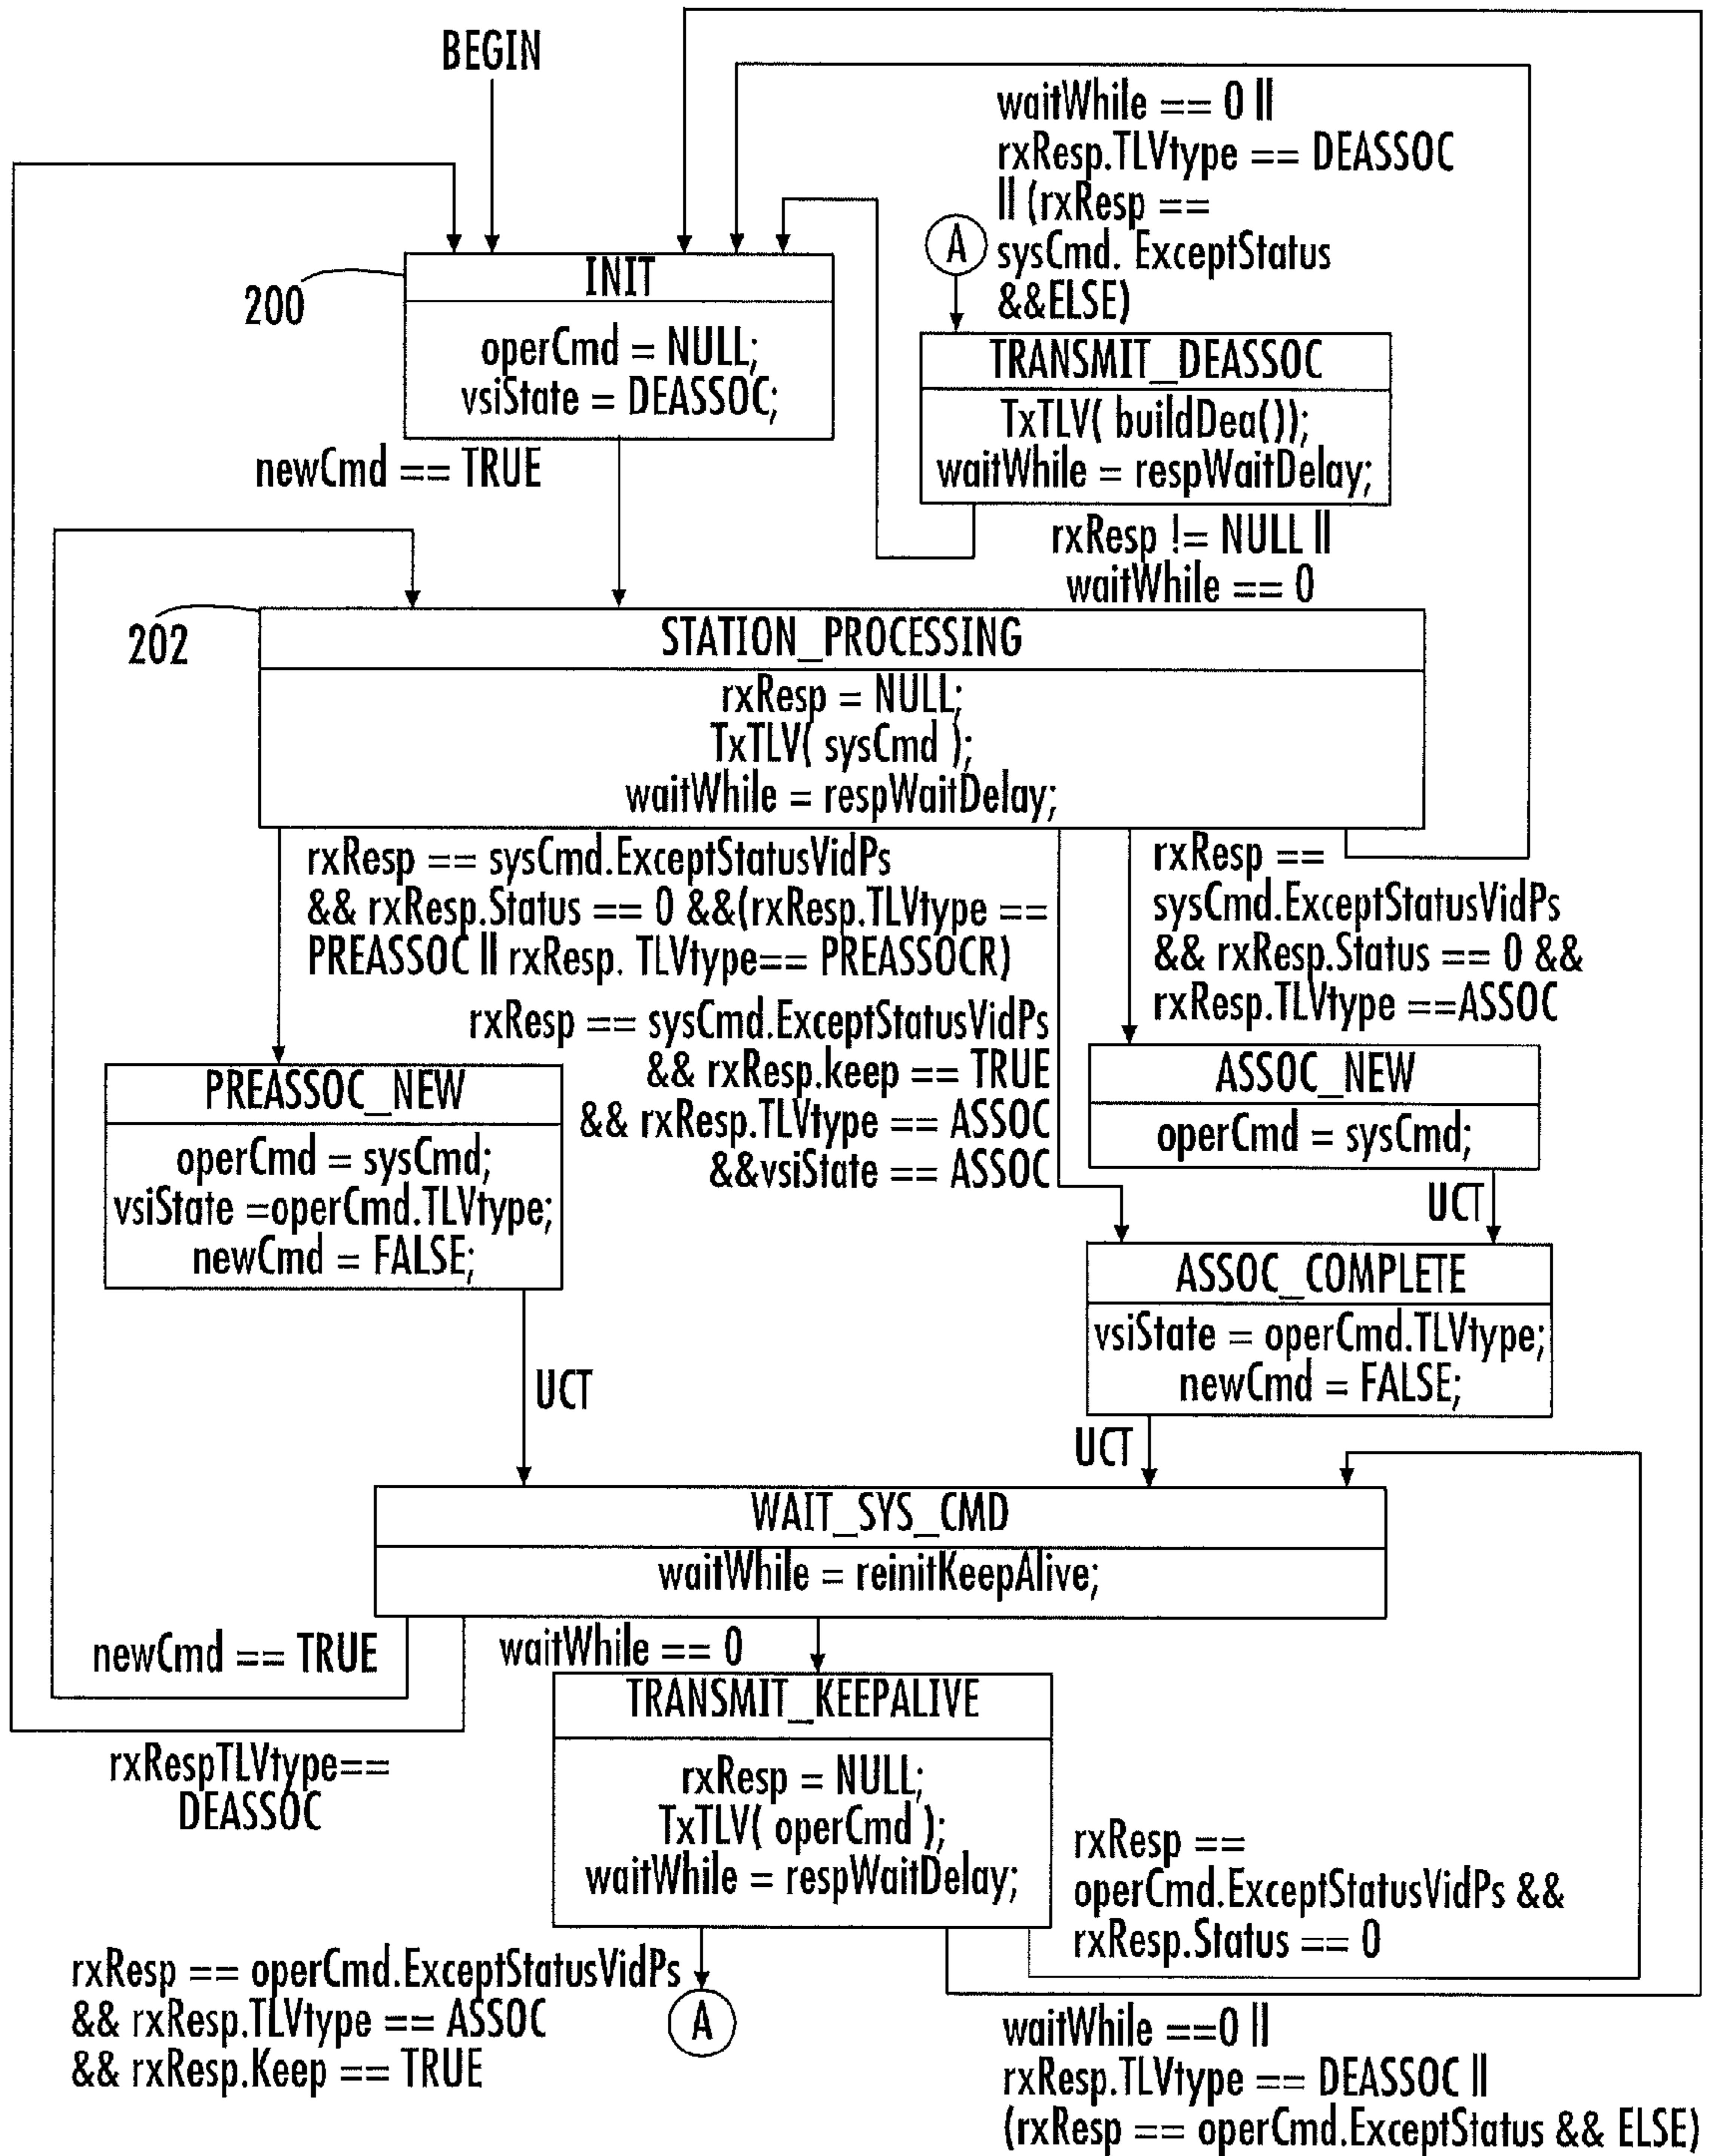 BEGIN
waitWhile == 0 ||
rxResp.TLVtype == DEASSOC
|| (rxResp ==
sysCmd. ExceptStatus
&&ELSE)
A
200
INIT
operCmd = NULL;
vsiState = DEASSOC;
TRANSMIT_DEASSOC
TxTLV( buildDea());
waitWhile = respWaitDelay;
newCmd == TRUE
rxResp != NULL ||
waitWhile == 0
202
STATION_PROCESSING
rxResp = NULL;
TxTLV( sysCmd );
waitWhile = respWaitDelay;
rxResp == sysCmd.ExceptStatusVidPs
&& rxResp.Status == 0 &&(rxResp.TLVtype ==
PREASSOC || rxResp. TLVtype== PREASSOCR)
rxResp ==
sysCmd.ExceptStatusVidPs
&& rxResp.Status == 0 &&
rxResp.TLVtype ==ASSOC
rxResp == sysCmd.ExceptStatusVidPs
&& rxResp.keep == TRUE
&& rxResp.TLVtype == ASSOC
&&vsiState == ASSOC
PREASSOC_NEW
operCmd = sysCmd;
vsiState =operCmd.TLVtype;
newCmd = FALSE;
ASSOC_NEW
operCmd = sysCmd;
UCT
ASSOC_COMPLETE
vsiState = operCmd.TLVtype;
newCmd = FALSE;
UCT
UCT
WAIT_SYS_CMD
waitWhile = reinitKeepAlive;
newCmd == TRUE
waitWhile == 0
rxRespTLVtype==
DEASSOC
TRANSMIT_KEEPALIVE
rxResp = NULL;
TxTLV( operCmd );
waitWhile = respWaitDelay;
rxResp ==
operCmd.ExceptStatusVidPs &&
rxResp.Status == 0
rxResp == operCmd.ExceptStatusVidPs
&& rxResp.TLVtype == ASSOC
&& rxResp.Keep == TRUE
A
waitWhile ==0 ||
rxResp.TLVtype == DEASSOC ||
(rxResp == operCmd.ExceptStatus && ELSE)